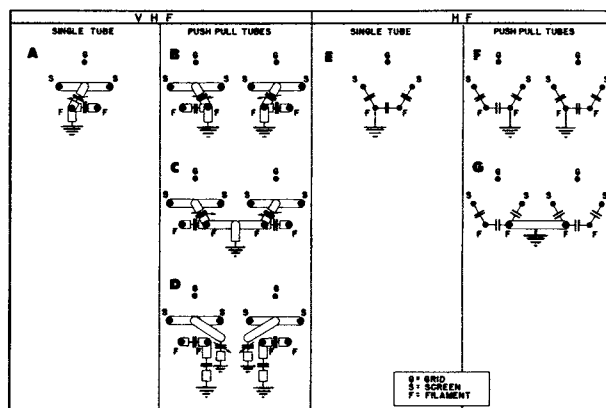 V H F
H F
SINGLE TUBE
PUSH PULL TUBES
SINGLE TUBE
PUSH PULL TUBES
A
G
S S
F F
B
G G
S S S S
F F F F
C
G G
S S S S
F F F F
D
G G
S S S S
F F F F
E
G
S S
F F
F
G G
S S S S
F F F F
G
G G
S S S S
F F F F
G = GRID
S = SCREEN
F = FILAMENT